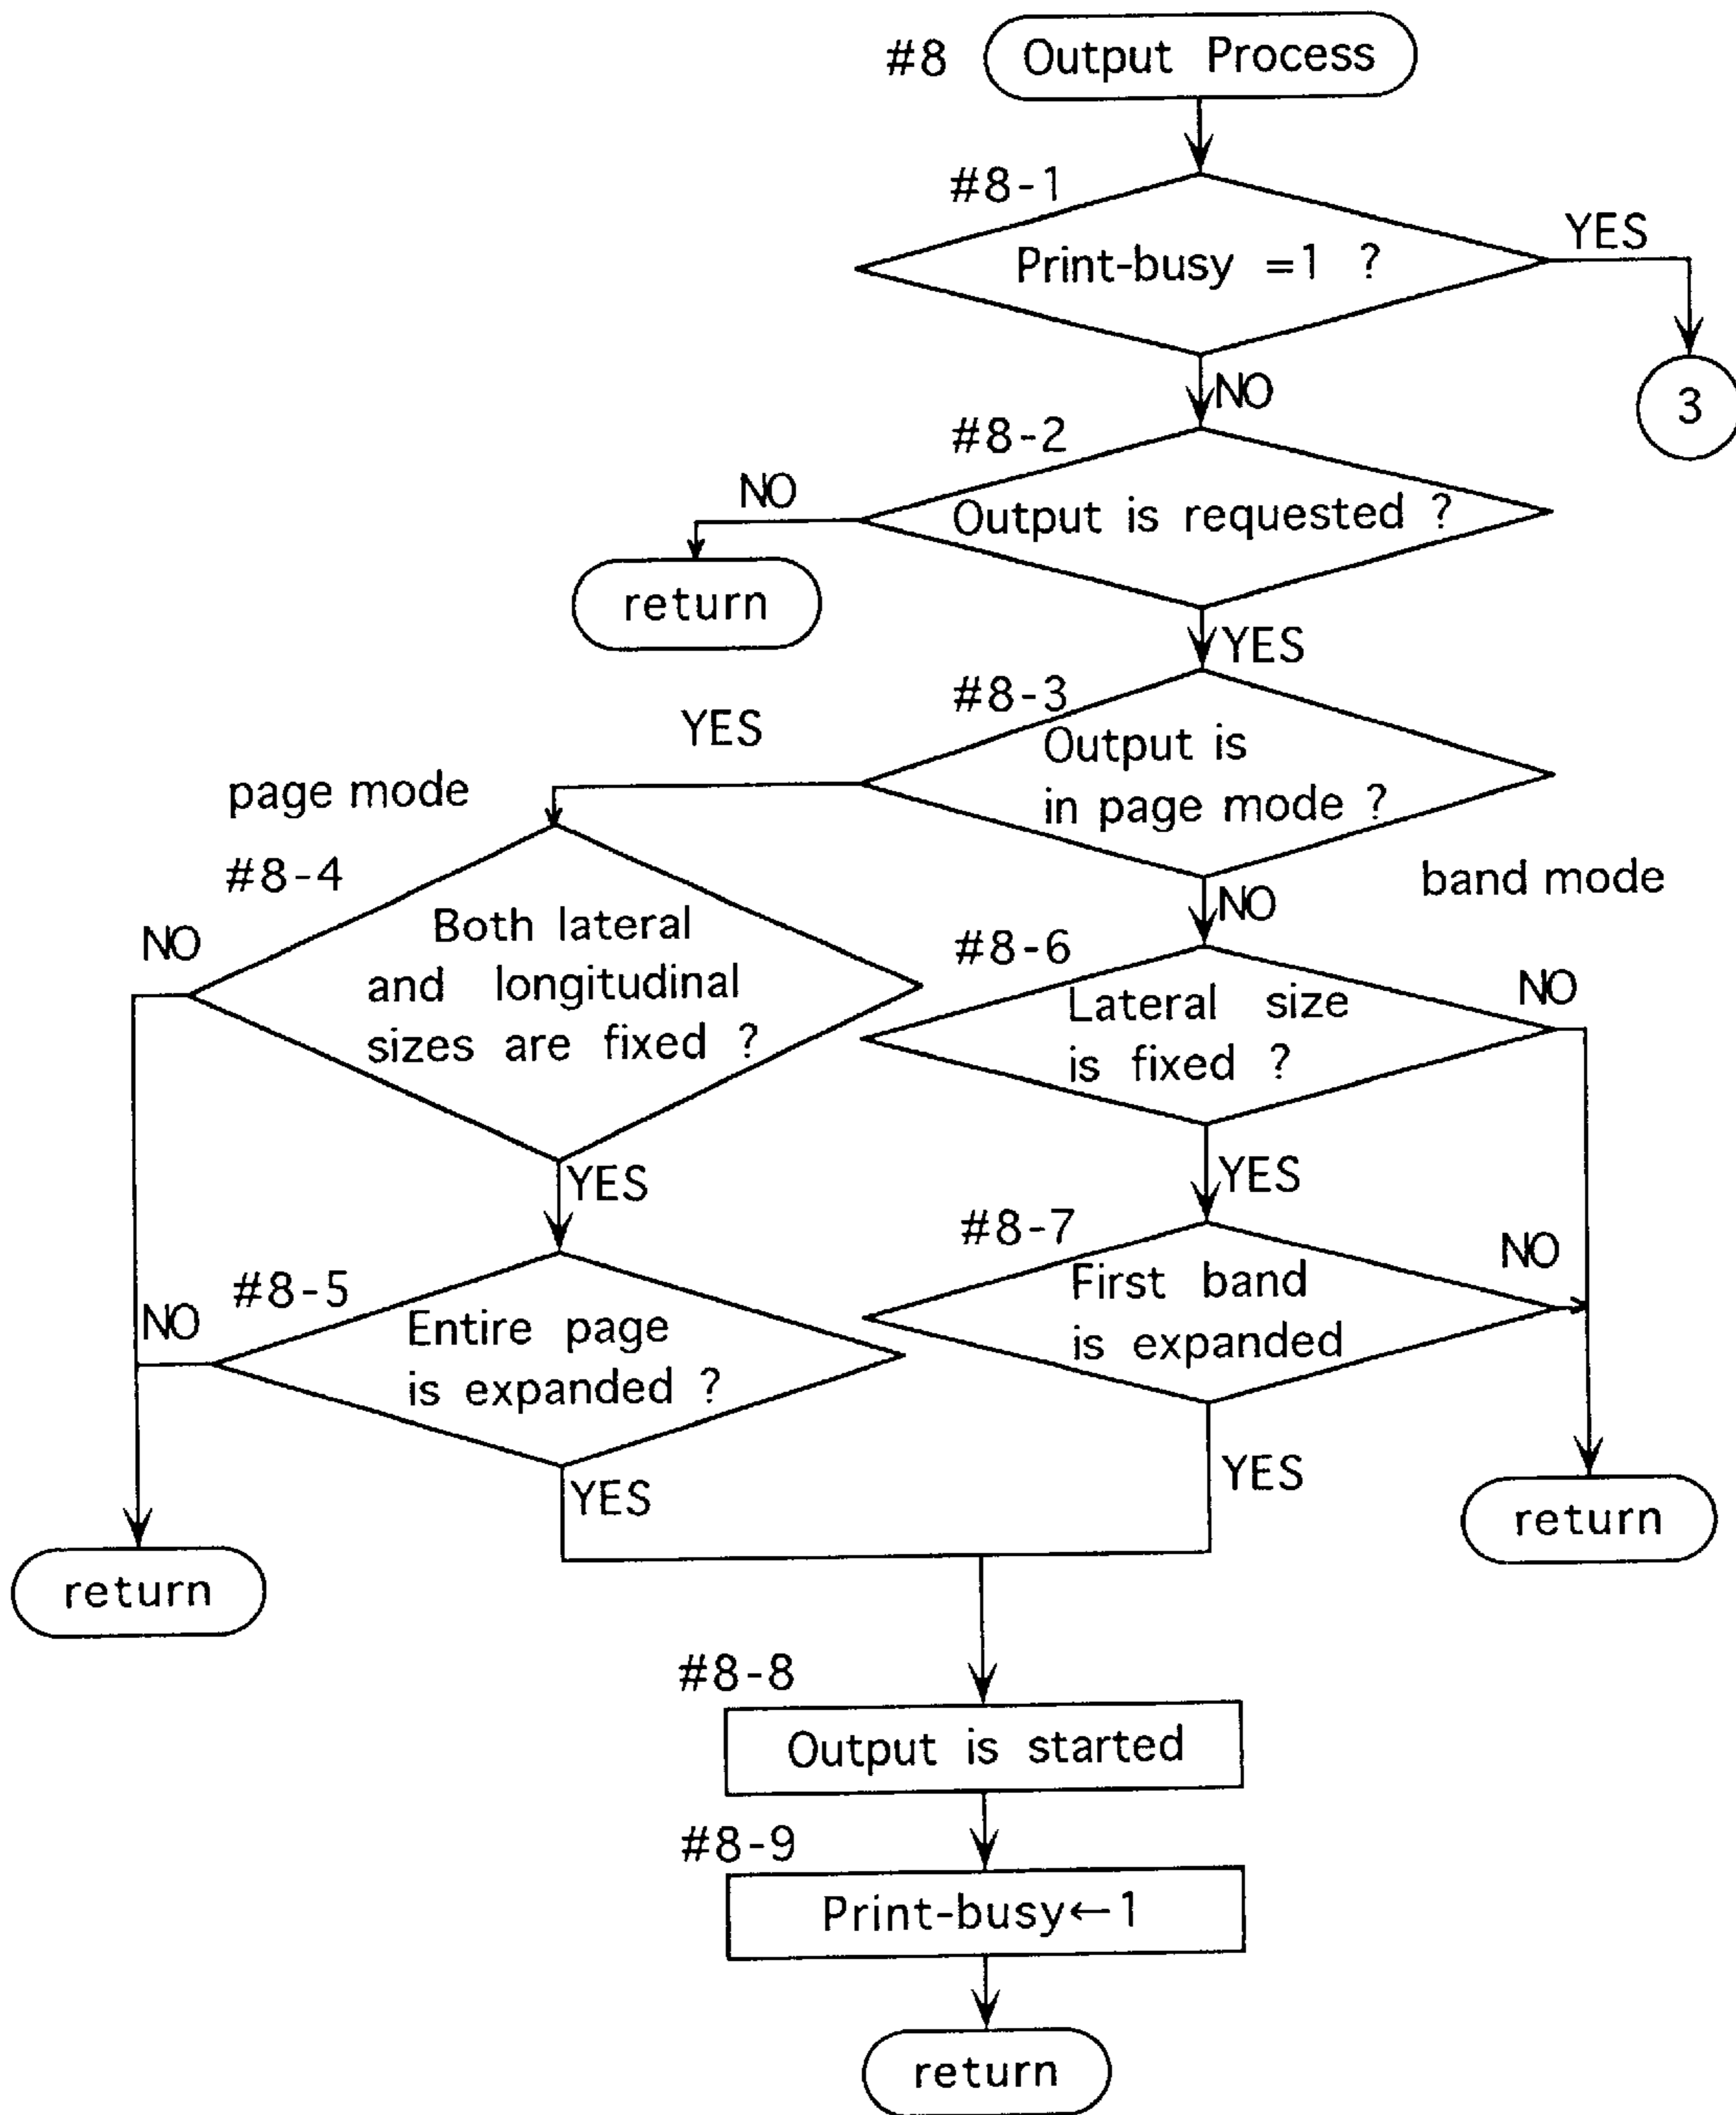 #8 Output Process
#8-1
Print-busy =1 ?
YES
3
NO
#8-2
Output is requested ?
NO
return
YES
#8-3
Output is
in page mode ?
YES
page mode
#8-4
Both lateral
and longitudinal
sizes are fixed ?
NO
YES
#8-5
Entire page
is expanded ?
NO
YES
return
NO
band mode
#8-6
Lateral size
is fixed ?
NO
YES
#8-7
First band
is expanded
NO
YES
return
#8-8
Output is started
#8-9
Print-busy←1
return